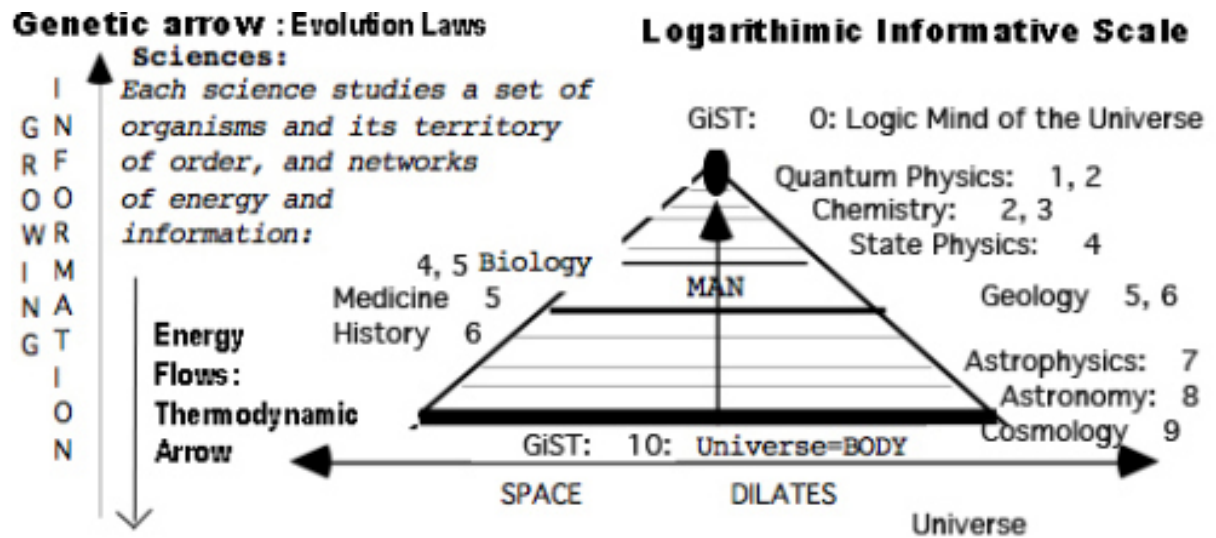 Genetic arrow : Evolution Laws
Logarithimic Informative Scale
Sciences:
Each science studies a set of
organisms and its territory
of order, and networks
of energy and
information:
GROWING
INFORMATION
GiST: 0: Logic Mind of the Universe
Quantum Physics: 1, 2
Chemistry: 2, 3
State Physics: 4
4, 5 Biology
MAN
Medicine 5
Geology 5, 6
History 6
Energy
Flows:
Thermodynamic
Arrow
Astrophysics: 7
Astronomy: 8
Cosmology 9
GiST: 10: Universe=BODY
SPACE DILATES
Universe